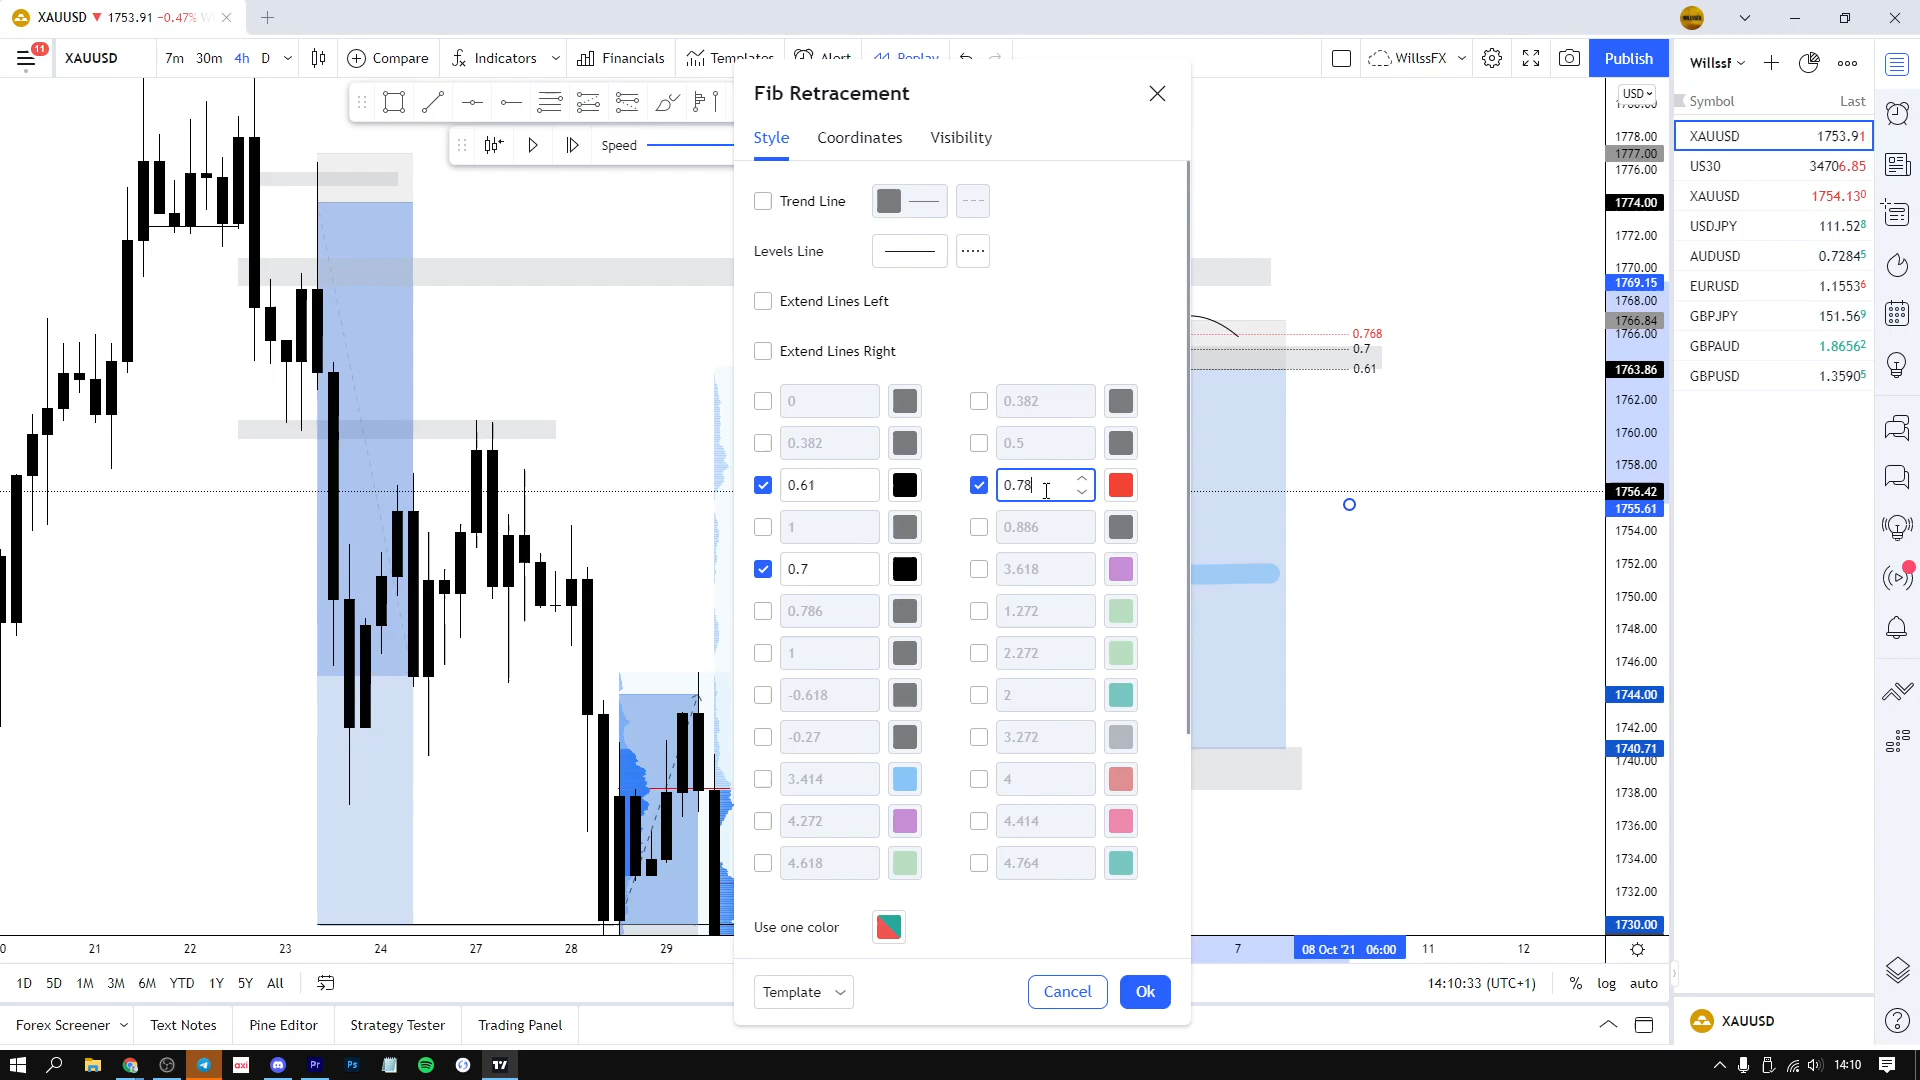 XAUUSD ▼ 1753.91 −0.47%
11
XAUUSD
7m 30m 4h D
Compare
Indicators
Financials
Templates
Alert
Replay
WillssFX
Publish
Willssf
Speed
Fib Retracement
Style Coordinates Visibility
Trend Line
Levels Line
Extend Lines Left
Extend Lines Right
0 0.382
0.382 0.5
0.61 0.78
1 0.886
0.7 3.618
0.786 1.272
1 2.272
-0.618 2
-0.27 3.272
3.414 4
4.272 4.414
4.618 4.764
Use one color
Template Cancel Ok
0.768
0.7
0.61
USD
1778.00
1777.00
1776.00
1774.00
1772.00
1770.00
1769.15
1768.00
1766.84
1766.00
1763.86
1762.00
1760.00
1758.00
1756.42
1755.61
1754.00
1752.00
1750.00
1748.00
1746.00
1744.00
1742.00
1740.71
1740.00
1738.00
1736.00
1734.00
1732.00
1730.00
Symbol Last
XAUUSD 1753.91
US30 34706.85
XAUUSD 1754.130
USDJPY 111.528
AUDUSD 0.72845
EURUSD 1.15536
GBPJPY 151.569
GBPAUD 1.86562
GBPUSD 1.35905
0 21 22 23 24 27 28 29 7 08 Oct '21 06:00 11 12
1D 5D 1M 3M 6M YTD 1Y 5Y All
14:10:33 (UTC+1) % log auto
Forex Screener Text Notes Pine Editor Strategy Tester Trading Panel
XAUUSD
axi
Pr
Ps
14:10